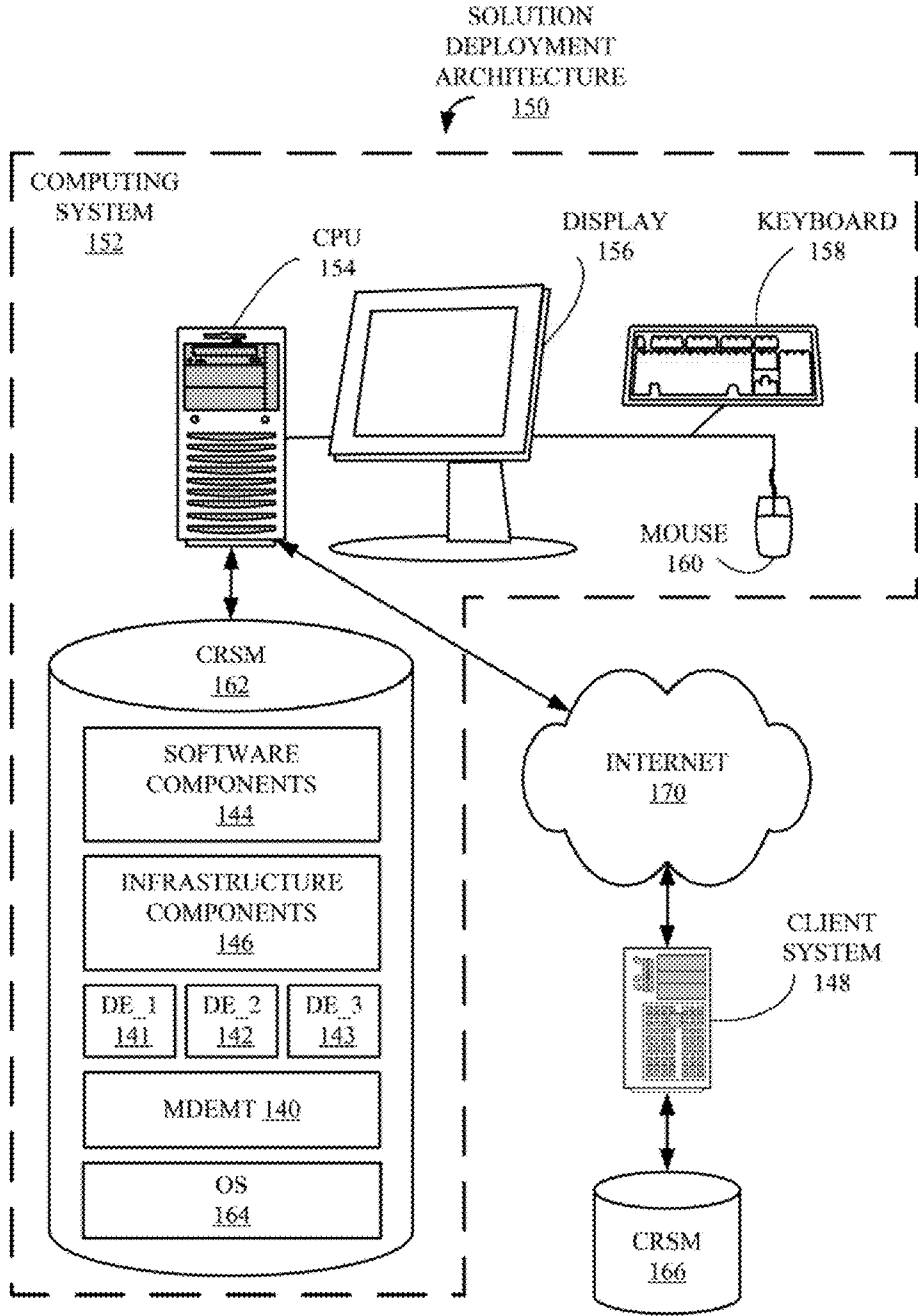 SOLUTION
DEPLOYMENT
ARCHITECTURE
150
COMPUTING
SYSTEM
152
CPU
154
DISPLAY
156
KEYBOARD
158
MOUSE
160
CRSM
162
SOFTWARE
COMPONENTS
144
INFRASTRUCTURE
COMPONENTS
146
DE_1
141
DE_2
142
DE_3
143
MDEMT 140
OS
164
INTERNET
170
CLIENT
SYSTEM
148
CRSM
166